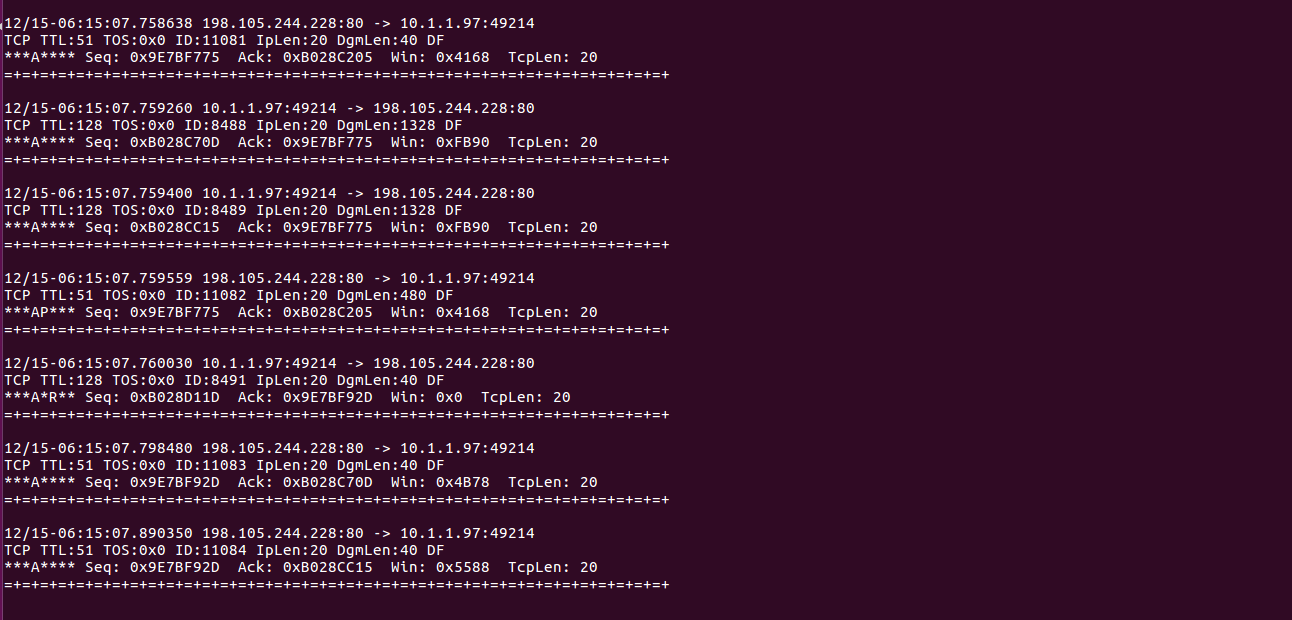 12/15-06:15:07.758638 198.105.244.228:80 -> 10.1.1.97:49214
TCP TTL:51 TOS:0x0 ID:11081 IpLen:20 DgmLen:40 DF
***A**** Seq: 0x9E7BF775  Ack: 0xB028C205  Win: 0x4168  TcpLen: 20
=+=+=+=+=+=+=+=+=+=+=+=+=+=+=+=+=+=+=+=+=+=+=+=+=+=+=+=+=+=+=+=+=+=+=+=+=+
12/15-06:15:07.759260 10.1.1.97:49214 -> 198.105.244.228:80
TCP TTL:128 TOS:0x0 ID:8488 IpLen:20 DgmLen:1328 DF
***A**** Seq: 0xB028C70D  Ack: 0x9E7BF775  Win: 0xFB90  TcpLen: 20
=+=+=+=+=+=+=+=+=+=+=+=+=+=+=+=+=+=+=+=+=+=+=+=+=+=+=+=+=+=+=+=+=+=+=+=+=+
12/15-06:15:07.759400 10.1.1.97:49214 -> 198.105.244.228:80
TCP TTL:128 TOS:0x0 ID:8489 IpLen:20 DgmLen:1328 DF
***A**** Seq: 0xB028CC15  Ack: 0x9E7BF775  Win: 0xFB90  TcpLen: 20
=+=+=+=+=+=+=+=+=+=+=+=+=+=+=+=+=+=+=+=+=+=+=+=+=+=+=+=+=+=+=+=+=+=+=+=+=+
12/15-06:15:07.759559 198.105.244.228:80 -> 10.1.1.97:49214
TCP TTL:51 TOS:0x0 ID:11082 IpLen:20 DgmLen:480 DF
***AP*** Seq: 0x9E7BF775  Ack: 0xB028C205  Win: 0x4168  TcpLen: 20
=+=+=+=+=+=+=+=+=+=+=+=+=+=+=+=+=+=+=+=+=+=+=+=+=+=+=+=+=+=+=+=+=+=+=+=+=+
12/15-06:15:07.760030 10.1.1.97:49214 -> 198.105.244.228:80
TCP TTL:128 TOS:0x0 ID:8491 IpLen:20 DgmLen:40 DF
***A*R** Seq: 0xB028D11D  Ack: 0x9E7BF92D  Win: 0x0  TcpLen: 20
=+=+=+=+=+=+=+=+=+=+=+=+=+=+=+=+=+=+=+=+=+=+=+=+=+=+=+=+=+=+=+=+=+=+=+=+=+
12/15-06:15:07.798480 198.105.244.228:80 -> 10.1.1.97:49214
TCP TTL:51 TOS:0x0 ID:11083 IpLen:20 DgmLen:40 DF
***A**** Seq: 0x9E7BF92D  Ack: 0xB028C70D  Win: 0x4B78  TcpLen: 20
=+=+=+=+=+=+=+=+=+=+=+=+=+=+=+=+=+=+=+=+=+=+=+=+=+=+=+=+=+=+=+=+=+=+=+=+=+
12/15-06:15:07.890350 198.105.244.228:80 -> 10.1.1.97:49214
TCP TTL:51 TOS:0x0 ID:11084 IpLen:20 DgmLen:40 DF
***A**** Seq: 0x9E7BF92D  Ack: 0xB028CC15  Win: 0x5588  TcpLen: 20
=+=+=+=+=+=+=+=+=+=+=+=+=+=+=+=+=+=+=+=+=+=+=+=+=+=+=+=+=+=+=+=+=+=+=+=+=+